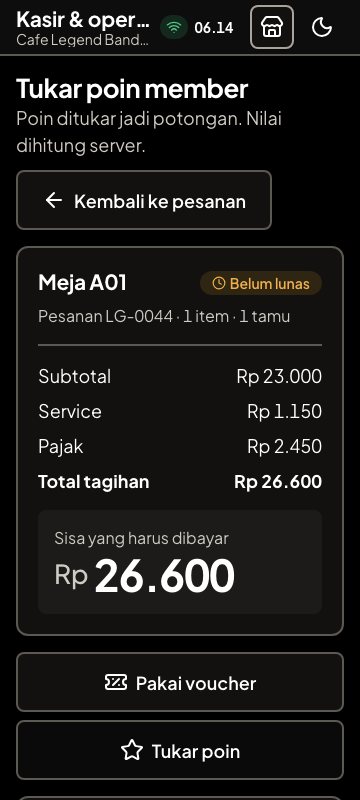 Kasir & oper...
Cafe Legend Band...
06.14
Tukar poin member
Poin ditukar jadi potongan. Nilai
dihitung server.
Kembali ke pesanan
Meja A01
Belum lunas
Pesanan LG-0044 · 1 item · 1 tamu
Subtotal Rp 23.000
Service Rp 1.150
Pajak Rp 2.450
Total tagihan Rp 26.600
Sisa yang harus dibayar
Rp 26.600
Pakai voucher
Tukar poin